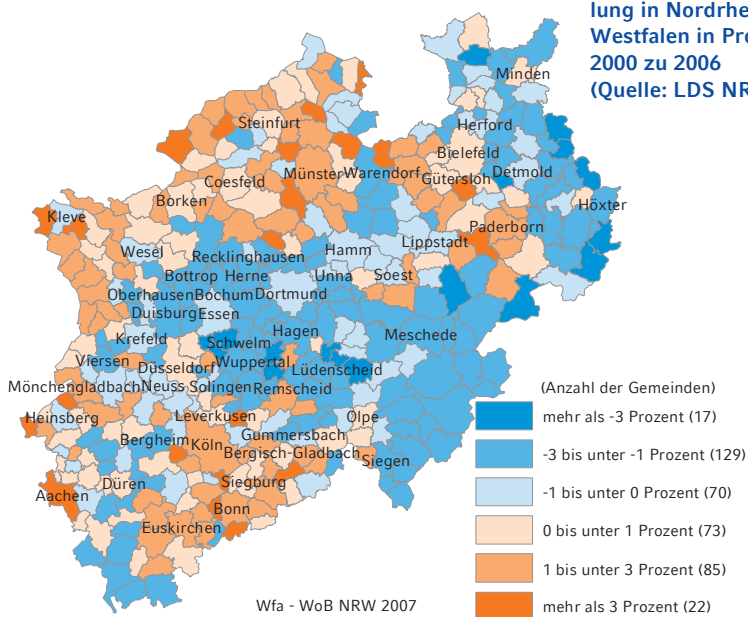 lung in Nordrhe
Westfalen in Pro
2000 zu 2006
(Quelle: LDS NR
Minden
Steinfurt
Herford
Bielefeld
Coesfeld
Münster
Warendorf
Gütersloh
Detmold
Borken
Höxter
Kleve
Paderborn
Wesel
Recklinghausen
Hamm
Lippstadt
Bottrop
Herne
Unna
Soest
Oberhausen
Bochum
Dortmund
Duisburg
Essen
Krefeld
Schwelm
Hagen
Meschede
Viersen
Düsseldorf
Wuppertal
Lüdenscheid
Mönchengladbach
Neuss
Solingen
Remscheid
Heinsberg
Leverkusen
Olpe
Bergheim
Köln
Gummersbach
Bergisch-Gladbach
Siegen
Aachen
Düren
Siegburg
Bonn
Euskirchen
(Anzahl der Gemeinden)
mehr als -3 Prozent (17)
-3 bis unter -1 Prozent (129)
-1 bis unter 0 Prozent (70)
0 bis unter 1 Prozent (73)
1 bis unter 3 Prozent (85)
mehr als 3 Prozent (22)
Wfa - WoB NRW 2007